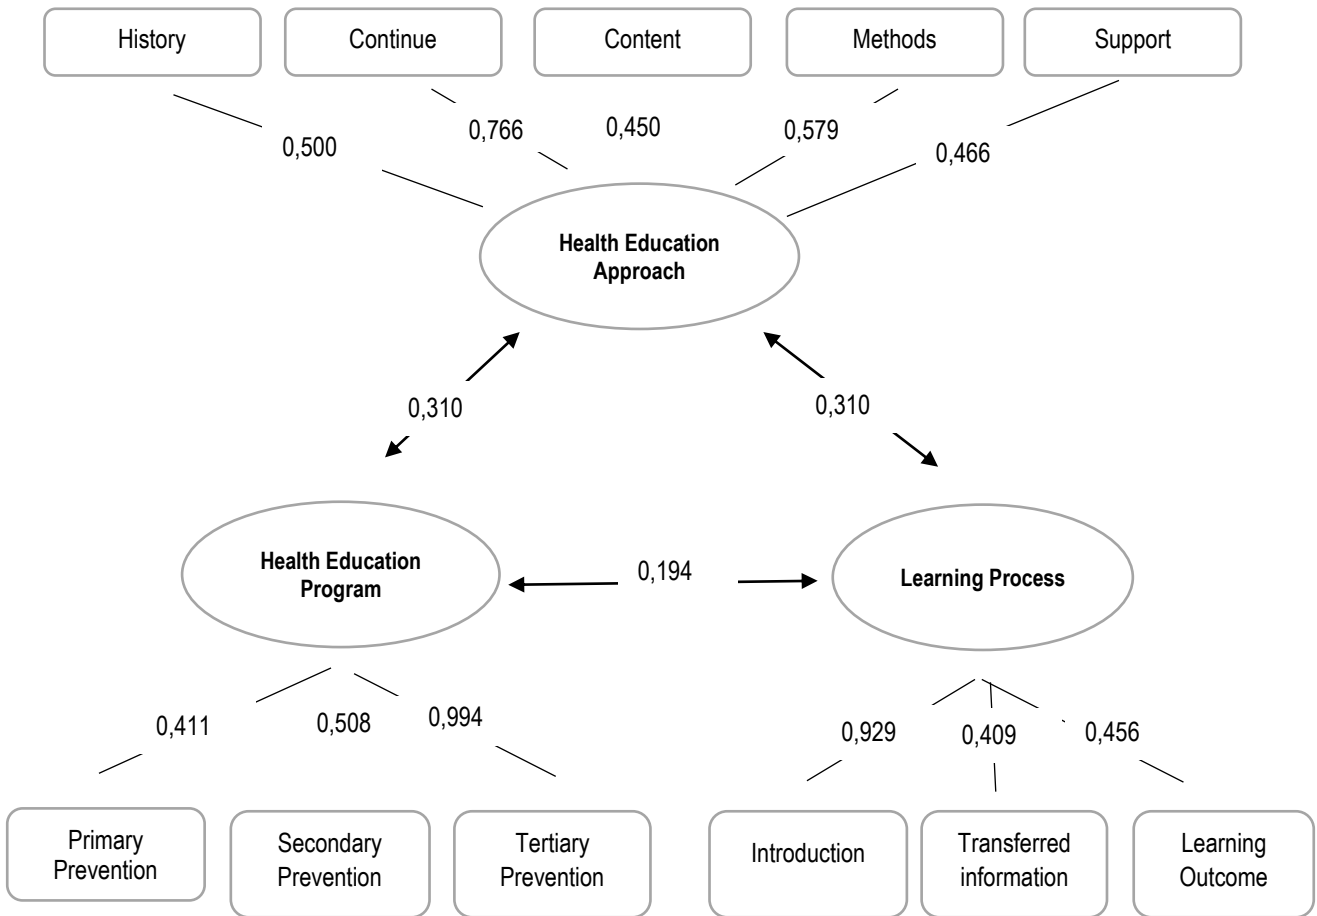 History
Continue
Content
Methods
Support
0,500
0,766
0,450
0,579
0,466
Health Education
Approach
0,310
0,310
Health Education
Program
0,194
Learning Process
0,411
0,508
0,994
0,929
0,409
0,456
Primary
Prevention
Secondary
Prevention
Tertiary
Prevention
Introduction
Transferred
information
Learning
Outcome